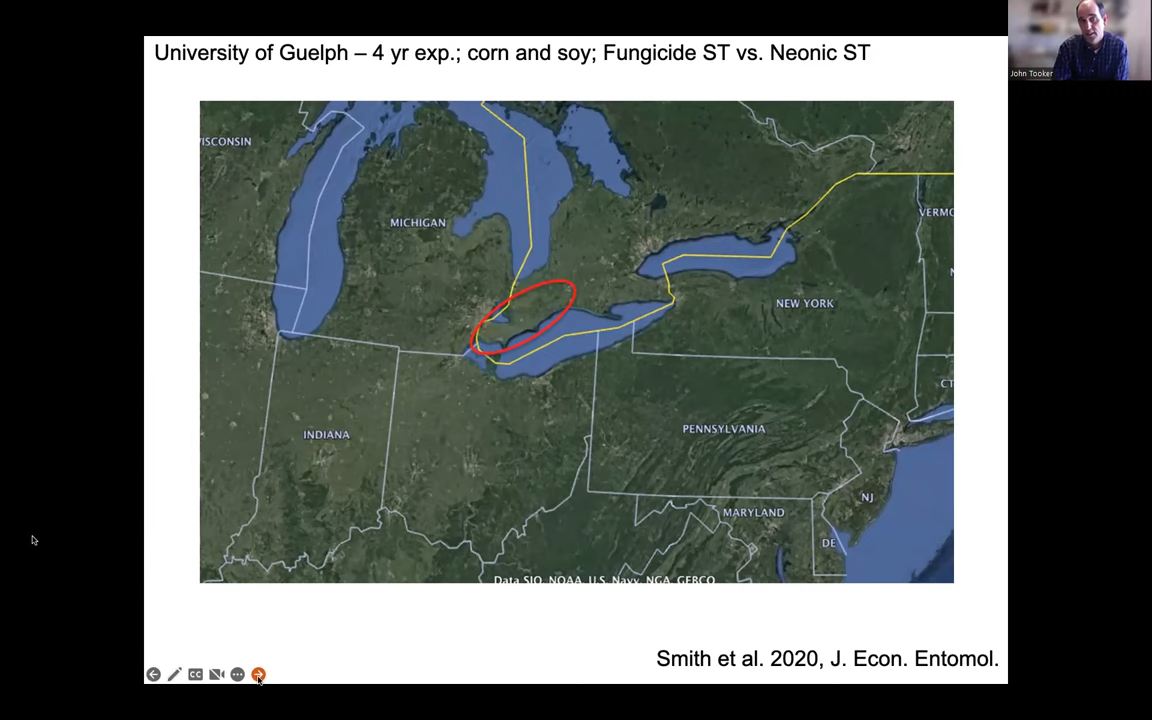 University of Guelph – 4 yr exp.; corn and soy; Fungicide ST vs. Neonic ST
John Tooker
WISCONSIN
MICHIGAN
VERMO
NEW YORK
N
CT
PENNSYLVANIA
INDIANA
NJ
MARYLAND
DE
Data SIO, NOAA, U.S. Navy, NGA, GEBCO
Smith et al. 2020, J. Econ. Entomol.
CC